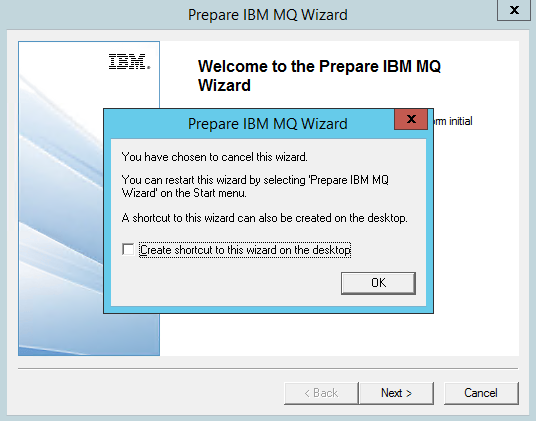 Prepare IBM MQ Wizard
x
IBM.
Welcome to the Prepare IBM MQ
Wizard
initial
Prepare IBM MQ Wizard
x
You have chosen to cancel this wizard.
You can restart this wizard by selecting 'Prepare IBM MQ
Wizard' on the Start menu.
A shortcut to this wizard can also be created on the desktop.
Create shortcut to this wizard on the desktop
OK
< Back
Next >
Cancel